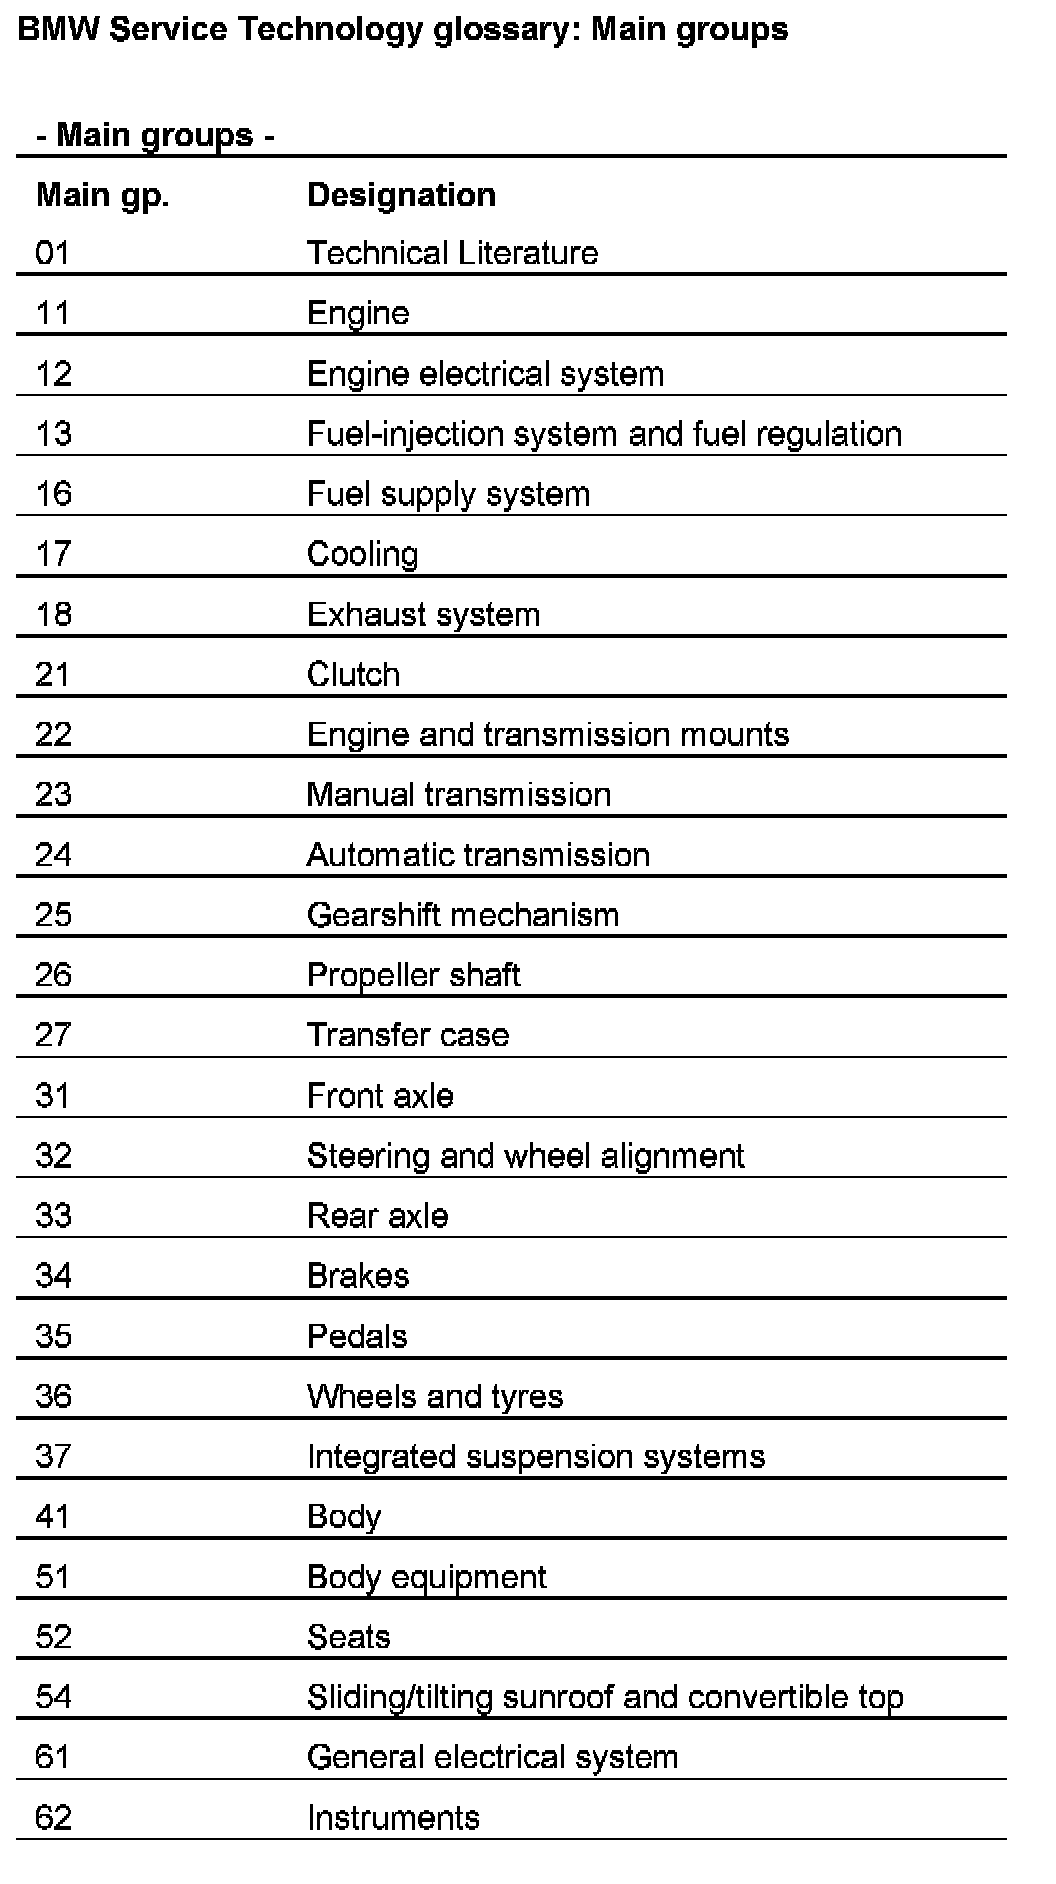 BMW Service Technology glossary: Main groups
- Main groups -
Main gp. Designation
01 Technical Literature
11 Engine
12 Engine electrical system
13 Fuel-injection system and fuel regulation
16 Fuel supply system
17 Cooling
18 Exhaust system
21 Clutch
22 Engine and transmission mounts
23 Manual transmission
24 Automatic transmission
25 Gearshift mechanism
26 Propeller shaft
27 Transfer case
31 Front axle
32 Steering and wheel alignment
33 Rear axle
34 Brakes
35 Pedals
36 Wheels and tyres
37 Integrated suspension systems
41 Body
51 Body equipment
52 Seats
54 Sliding/tilting sunroof and convertible top
61 General electrical system
62 Instruments